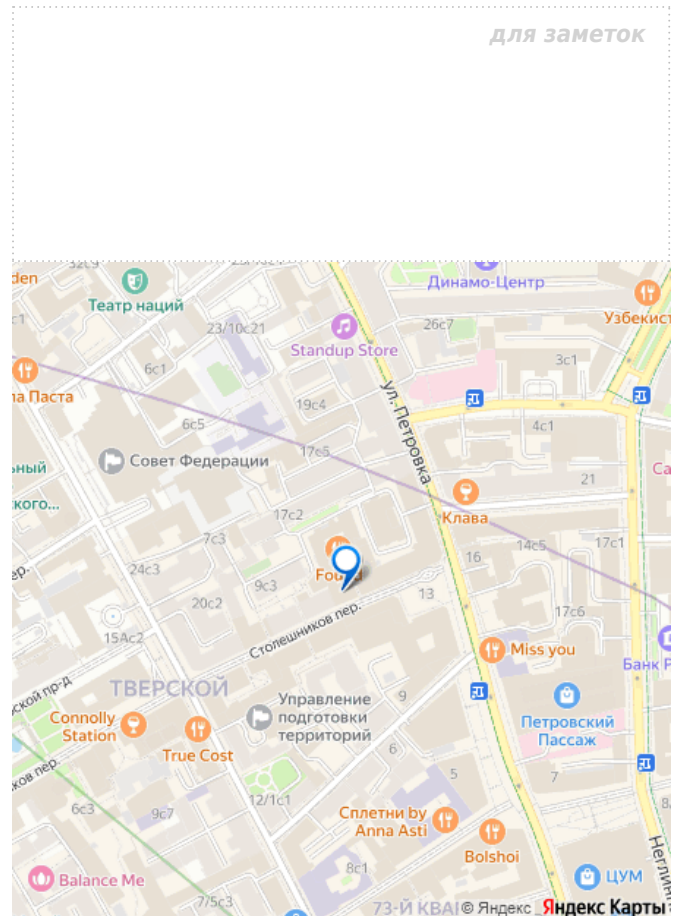 для заметок
Динамо-Центр
Театр наций
23/10с21
26с7
Standup Store
3с1
6с1
ул. Петровка
19с4
6с5
4с1
Совет Федерации
17с5
21
Клава
17с2
7с3
14с5
17с1
16
24с3
9с3
13
20с2
17с6
Столешников пер.
15Ас2
Miss you
ТВЕРСКОЙ
Управление
подготовки
территорий
9
Connolly
Station
Петровский
Пассаж
True Cost
6
5
7
12/1с1
6с3
9с7
Сплетни by
Anna Asti
Bolshoi
8с1
Balance Me
ЦУМ
7/5с3
© Яндекс Яндекс Карты